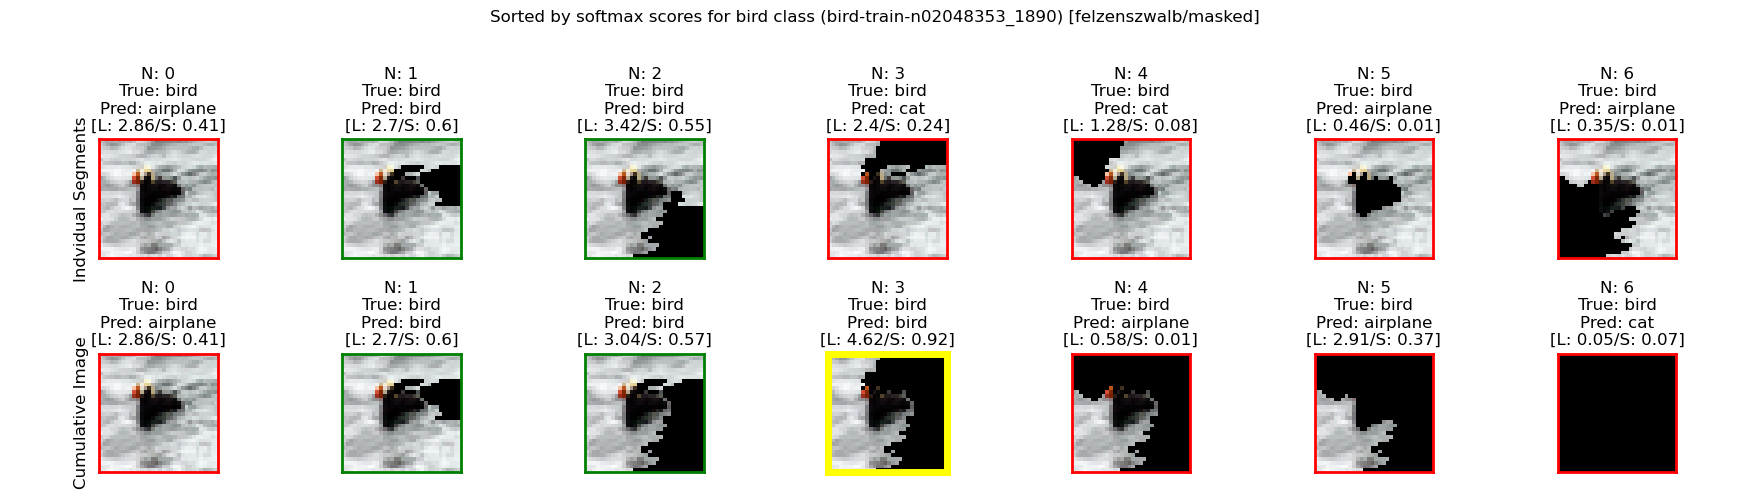 Sorted by softmax scores for bird class (bird-train-n02048353_1890) [felzenszwalb/masked]
Indvidual Segments
N: 0
True: bird
Pred: airplane
[L: 2.86/S: 0.41]
N: 1
True: bird
Pred: bird
[L: 2.7/S: 0.6]
N: 2
True: bird
Pred: bird
[L: 3.42/S: 0.55]
N: 3
True: bird
Pred: cat
[L: 2.4/S: 0.24]
N: 4
True: bird
Pred: cat
[L: 1.28/S: 0.08]
N: 5
True: bird
Pred: airplane
[L: 0.46/S: 0.01]
N: 6
True: bird
Pred: airplane
[L: 0.35/S: 0.01]
Cumulative Image
N: 0
True: bird
Pred: airplane
[L: 2.86/S: 0.41]
N: 1
True: bird
Pred: bird
[L: 2.7/S: 0.6]
N: 2
True: bird
Pred: bird
[L: 3.04/S: 0.57]
N: 3
True: bird
Pred: bird
[L: 4.62/S: 0.92]
N: 4
True: bird
Pred: airplane
[L: 0.58/S: 0.01]
N: 5
True: bird
Pred: airplane
[L: 2.91/S: 0.37]
N: 6
True: bird
Pred: cat
[L: 0.05/S: 0.07]